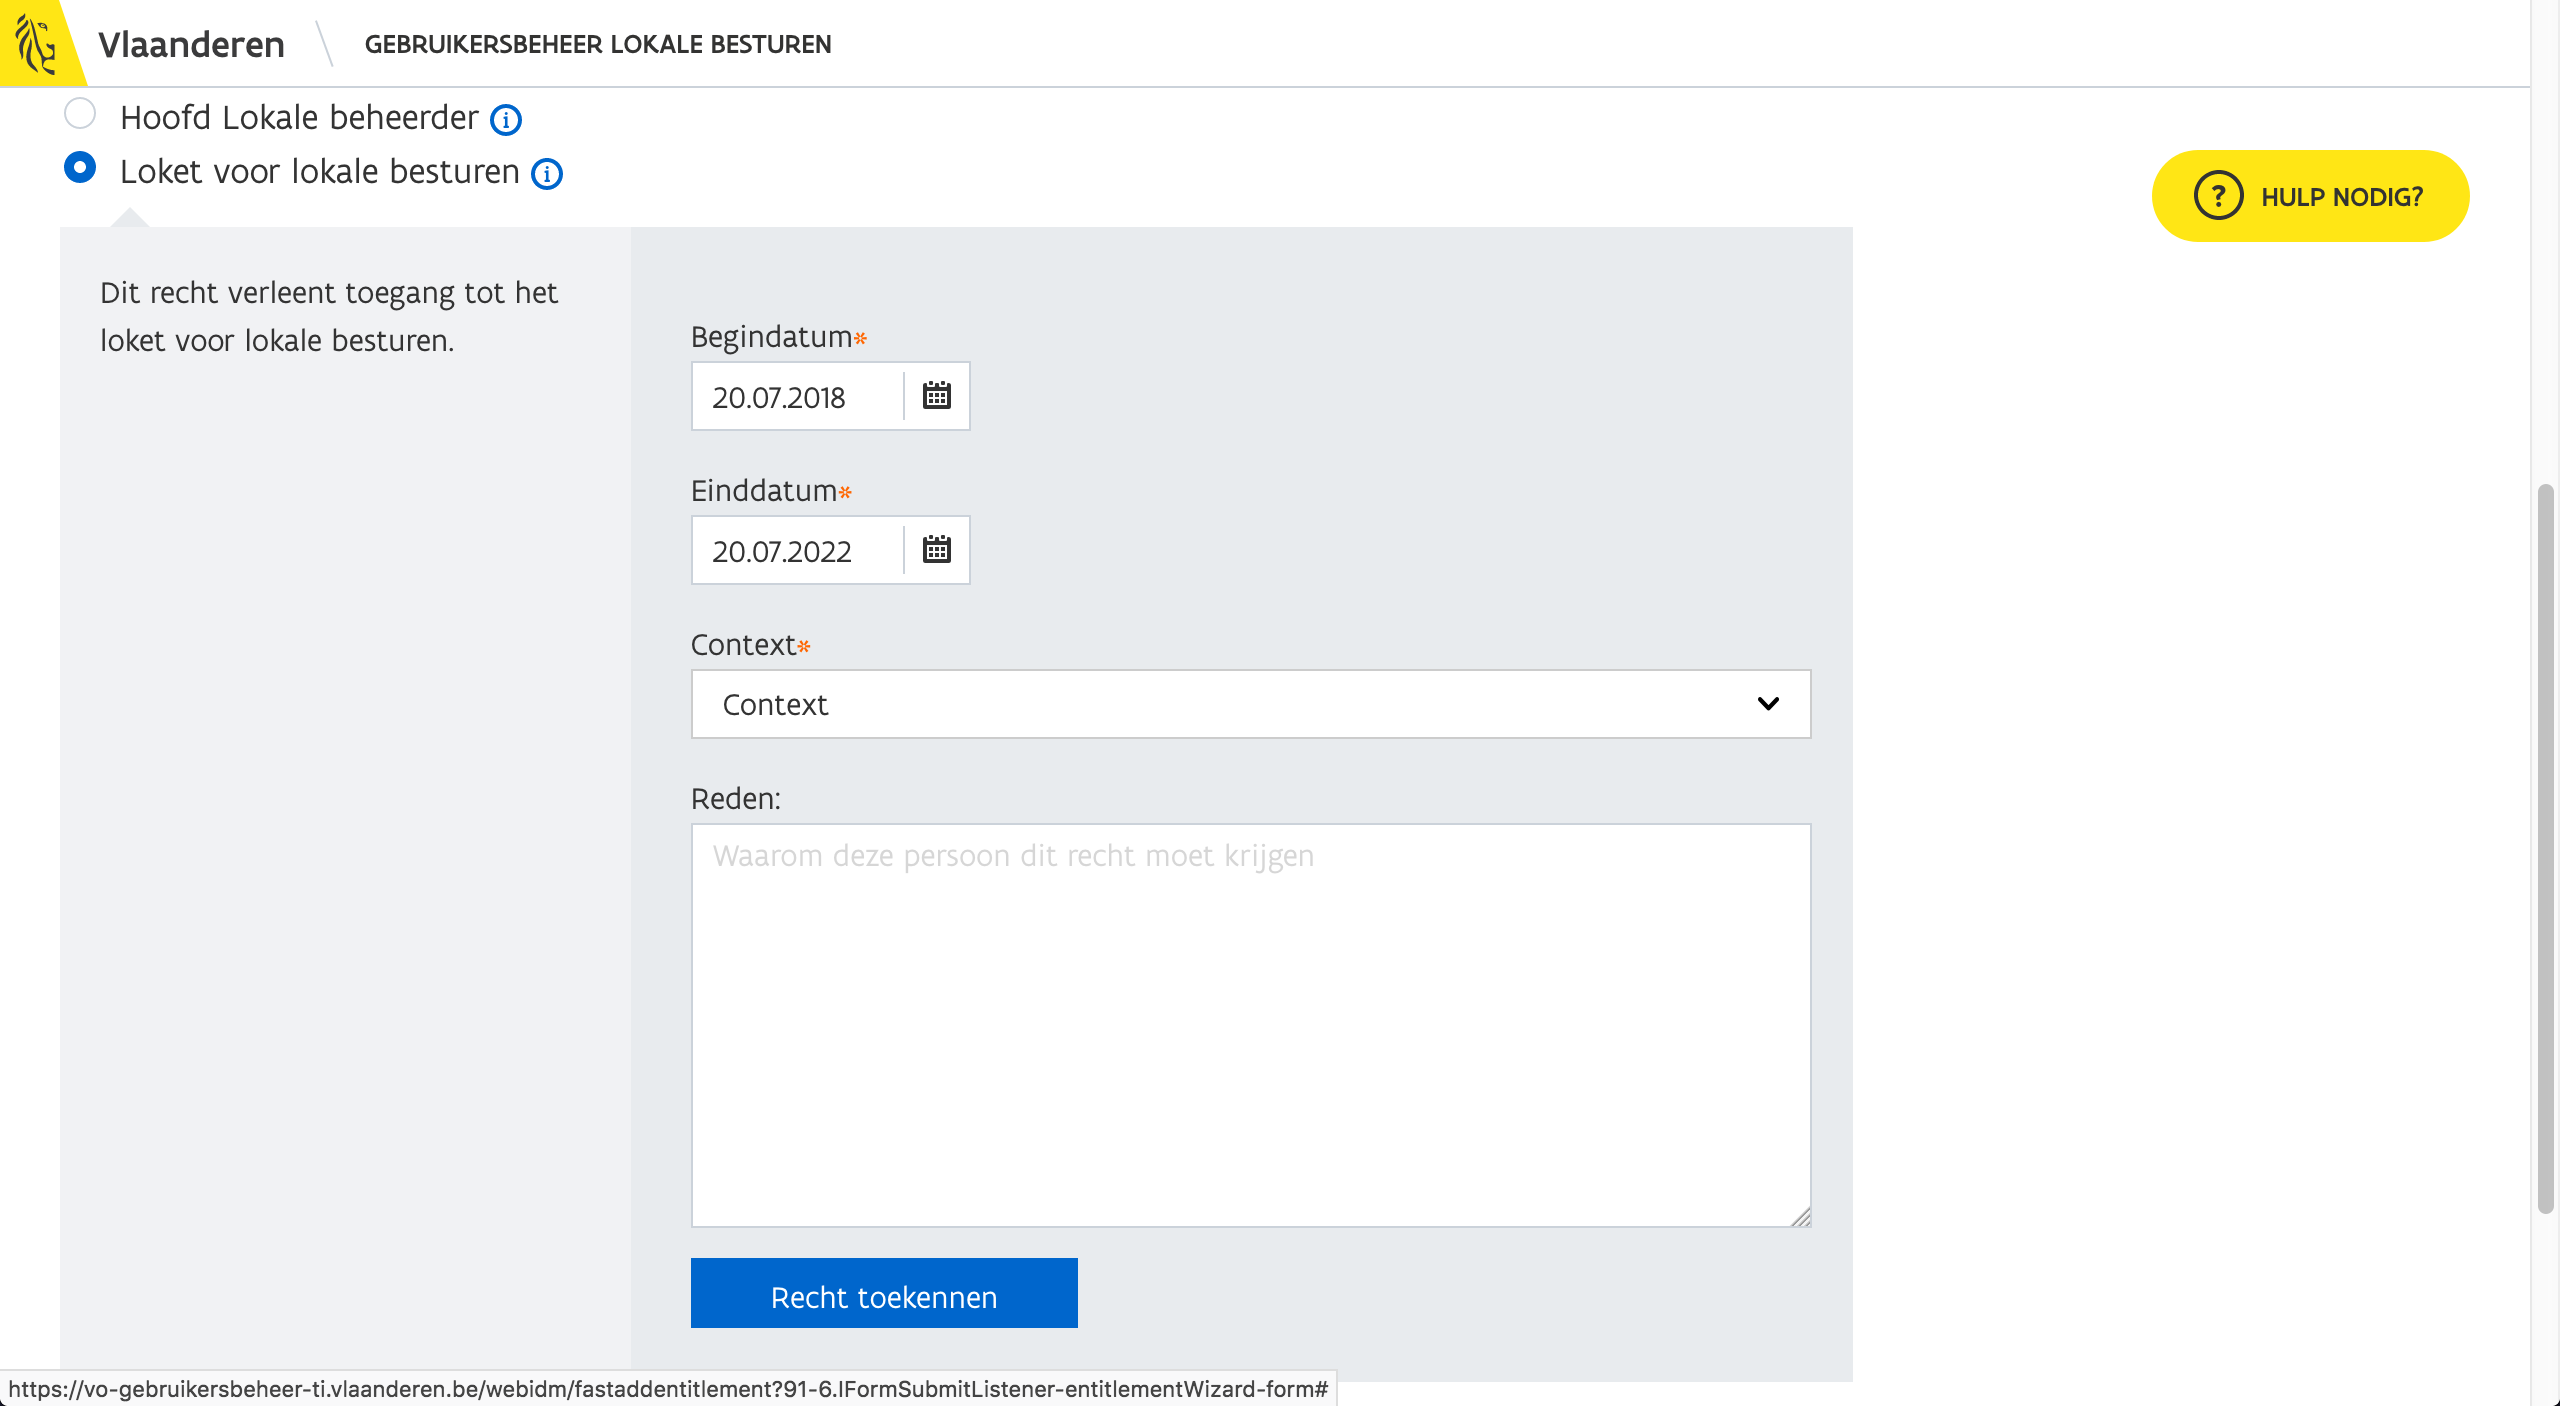 Vlaanderen
GEBRUIKERSBEHEER LOKALE BESTUREN
Hoofd Lokale beheerder i
Loket voor lokale besturen i
? HULP NODIG?
Dit recht verleent toegang tot het
loket voor lokale besturen.
Begindatum*
20.07.2018
Einddatum*
20.07.2022
Context*
Context
Reden:
Waarom deze persoon dit recht moet krijgen
Recht toekennen
https://vo-gebruikersbeheer-ti.vlaanderen.be/webidm/fastaddentitlement?91-6.IFormSubmitListener-entitlementWizard-form#